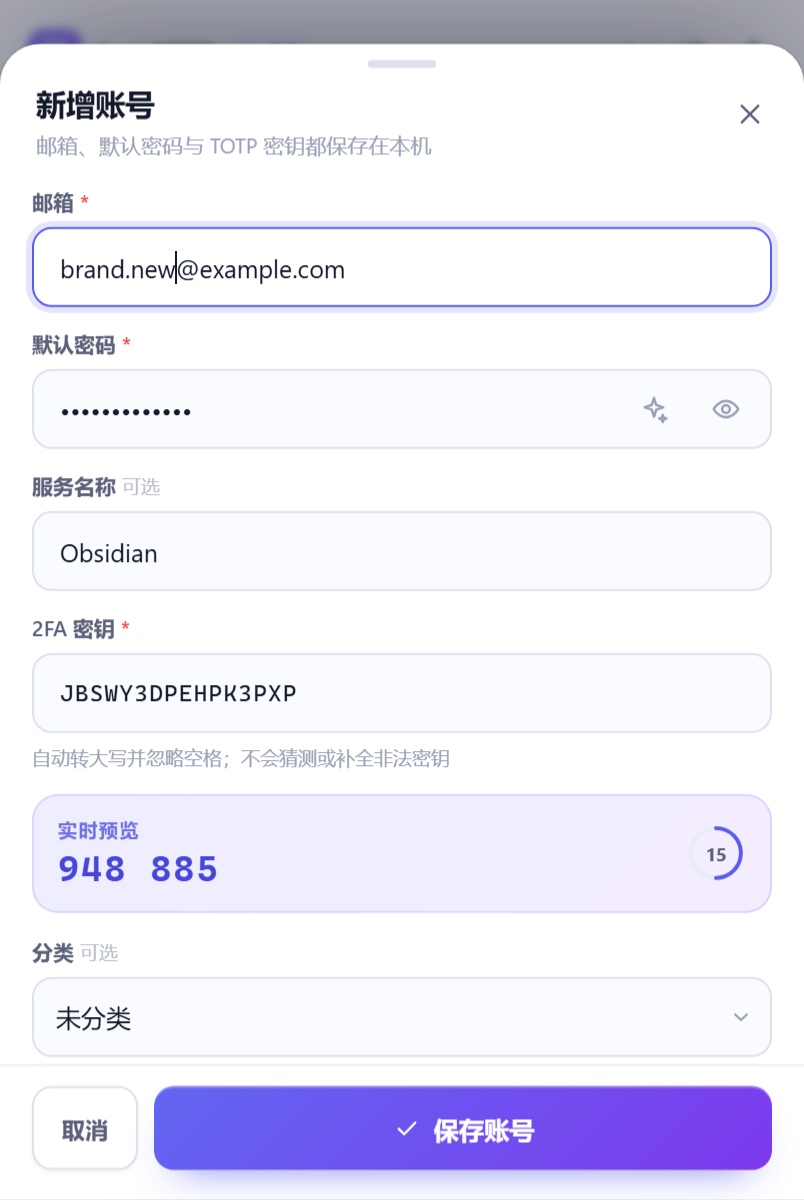 新增账号
邮箱、默认密码与 TOTP 密钥都保存在本机
邮箱 *
brand.new@example.com
默认密码 *
•••••••••••••
服务名称 可选
Obsidian
2FA 密钥 *
JBSWY3DPEHPK3PXP
自动转大写并忽略空格；不会猜测或补全非法密钥
实时预览
948 885
15
分类 可选
未分类
取消
保存账号